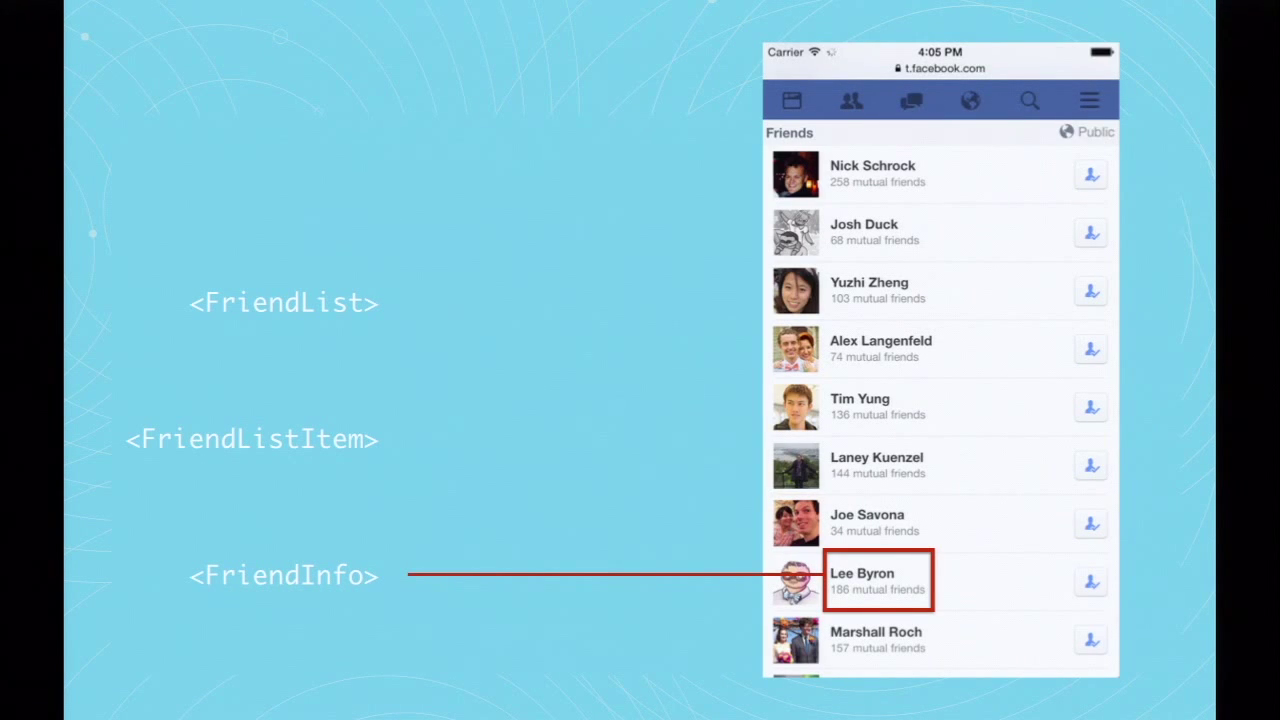 <FriendList>
<FriendListItem>
<FriendInfo>
Carrier
4:05 PM
t.facebook.com
Friends
Public
Nick Schrock
258 mutual friends
Josh Duck
68 mutual friends
Yuzhi Zheng
103 mutual friends
Alex Langenfeld
74 mutual friends
Tim Yung
136 mutual friends
Laney Kuenzel
144 mutual friends
Joe Savona
34 mutual friends
Lee Byron
186 mutual friends
Marshall Roch
157 mutual friends